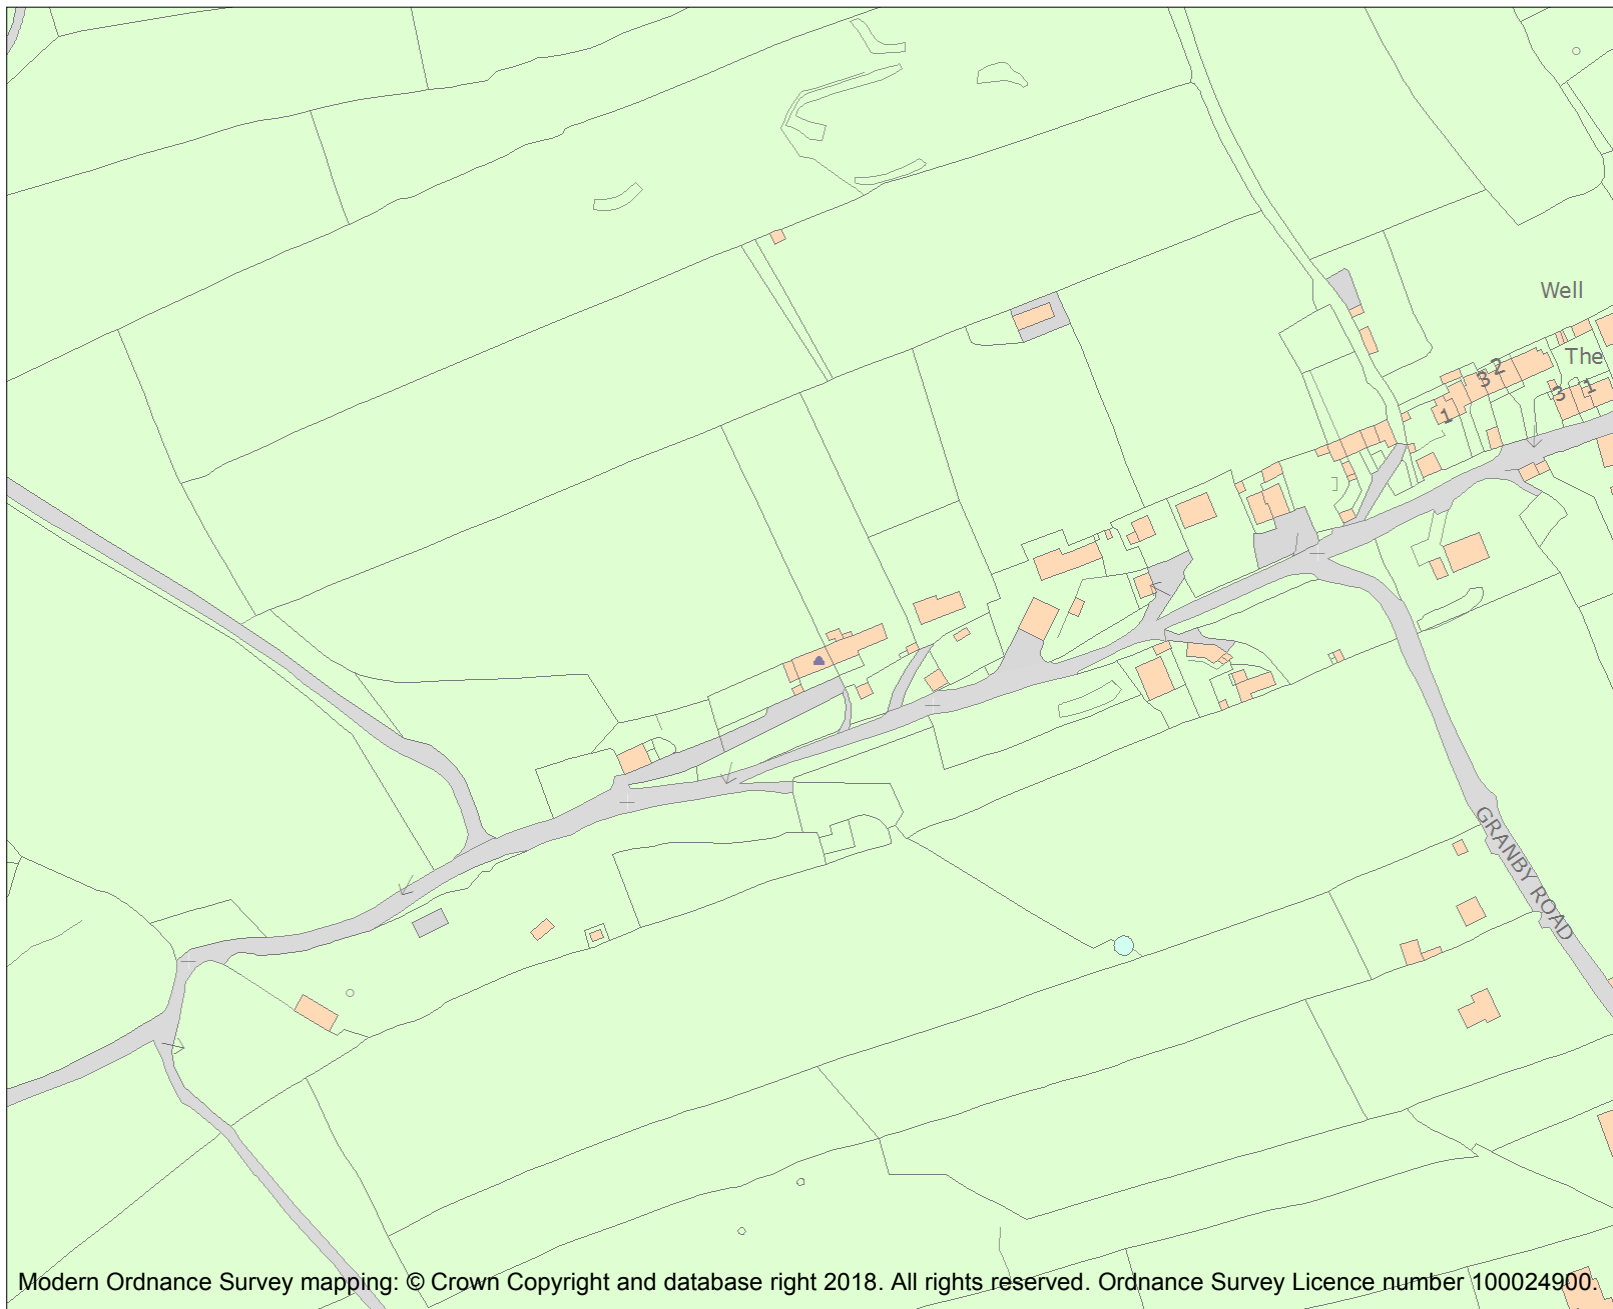 Well
The
2
3
1
3
1
GRANBY ROAD
Modern Ordnance Survey mapping: © Crown Copyright and database right 2018. All rights reserved. Ordnance Survey Licence number 100024900.